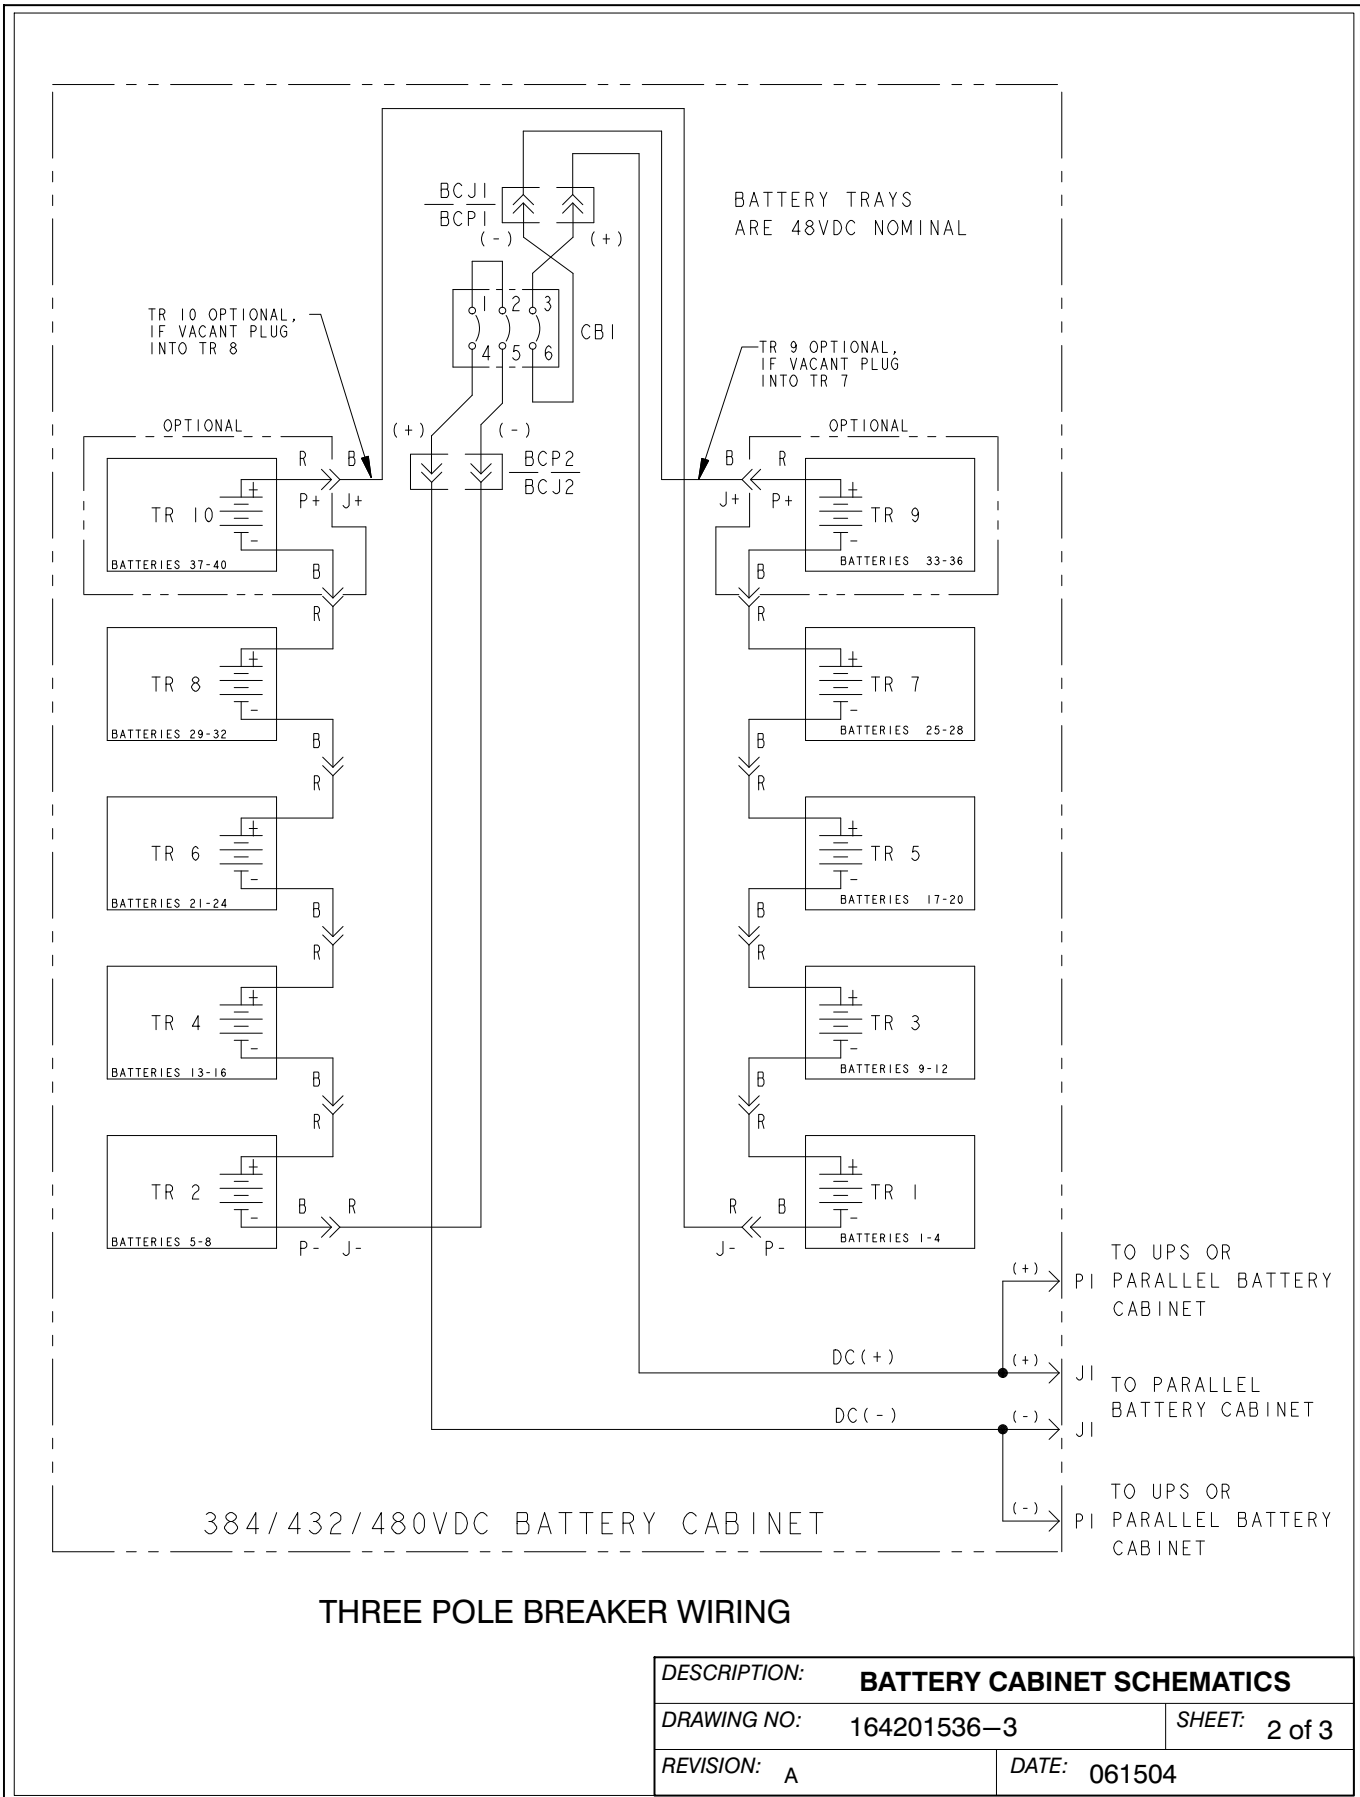 BCJ1
BCP1
(-)
(+)
BATTERY TRAYS
ARE 48VDC NOMINAL
1 2 3
4 5 6
CB1
TR 10 OPTIONAL,
IF VACANT PLUG
INTO TR 8
TR 9 OPTIONAL,
IF VACANT PLUG
INTO TR 7
(+)
(-)
BCP2
BCJ2
OPTIONAL
R B
P+ J+
TR 10
+
-
BATTERIES 37-40
B
R
OPTIONAL
B R
J+ P+
TR 9
+
-
BATTERIES 33-36
B
R
TR 8
+
-
BATTERIES 29-32
B
R
TR 7
+
-
BATTERIES 25-28
B
R
TR 6
+
-
BATTERIES 21-24
B
R
TR 5
+
-
BATTERIES 17-20
B
R
TR 4
+
-
BATTERIES 13-16
B
R
TR 3
+
-
BATTERIES 9-12
B
R
TR 2
+
-
BATTERIES 5-8
B R
P- J-
TR 1
+
-
BATTERIES 1-4
R B
J- P-
(+)
P1
TO UPS OR
PARALLEL BATTERY
CABINET
DC(+)
(+)
J1
TO PARALLEL
BATTERY CABINET
DC(-)
(-)
J1
(-)
P1
TO UPS OR
PARALLEL BATTERY
CABINET
384/432/480VDC BATTERY CABINET
THREE POLE BREAKER WIRING
DESCRIPTION: BATTERY CABINET SCHEMATICS
DRAWING NO: 164201536–3 SHEET: 2 of 3
REVISION: A DATE: 061504